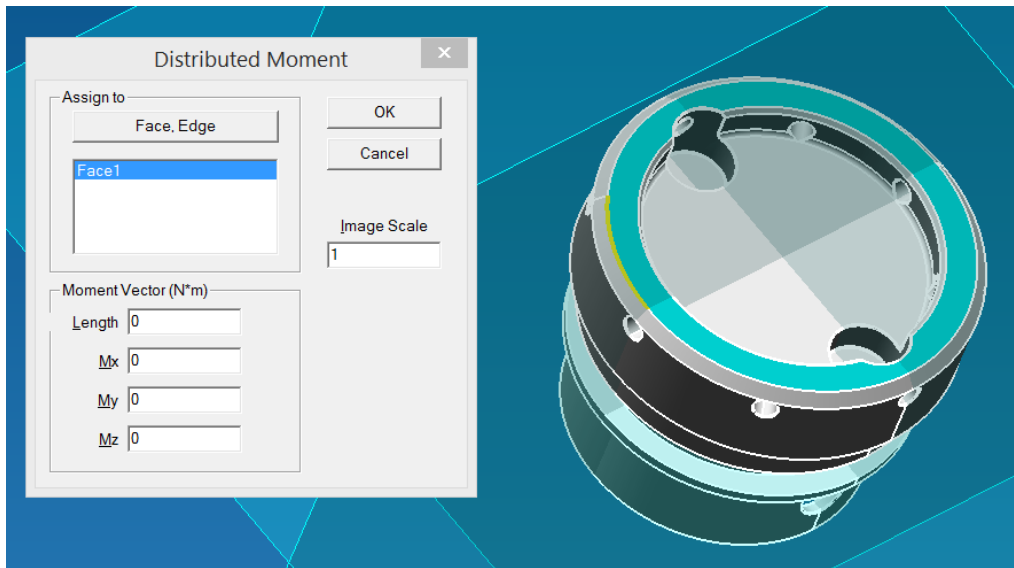 Distributed Moment
×
Assign to
Face, Edge
Face1
OK
Cancel
Image Scale
1
Moment Vector (N*m)
Length 0
Mx 0
My 0
Mz 0